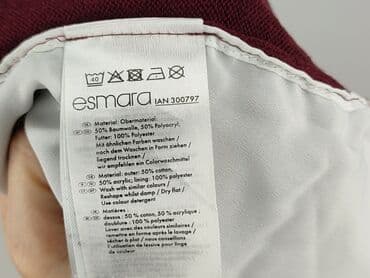 40
esmara IAN 300797
Material: Obermaterial:
50% Baumwolle, 50% Polyacryl,
Futter: 100% Polyester
Mit ähnlichen Farben waschen /
nach dem Waschen in Form ziehen /
liegend trocknen /
wir empfehlen ein Colorwaschmittel
Material: outer: 50% cotton,
50% acrylic; lining: 100% polyester
Wash with similar colours /
Reshape whilst damp / Dry flat /
Use colour detergent
Matières
dessus : 50 % coton, 50 % acrylique ;
doublure : 100 % polyester
Laver avec des couleurs similaires /
remettre en forme après le lavage /
sécher à plat / nous conseillons
l'utilisation de lessive pour linge
de couleur